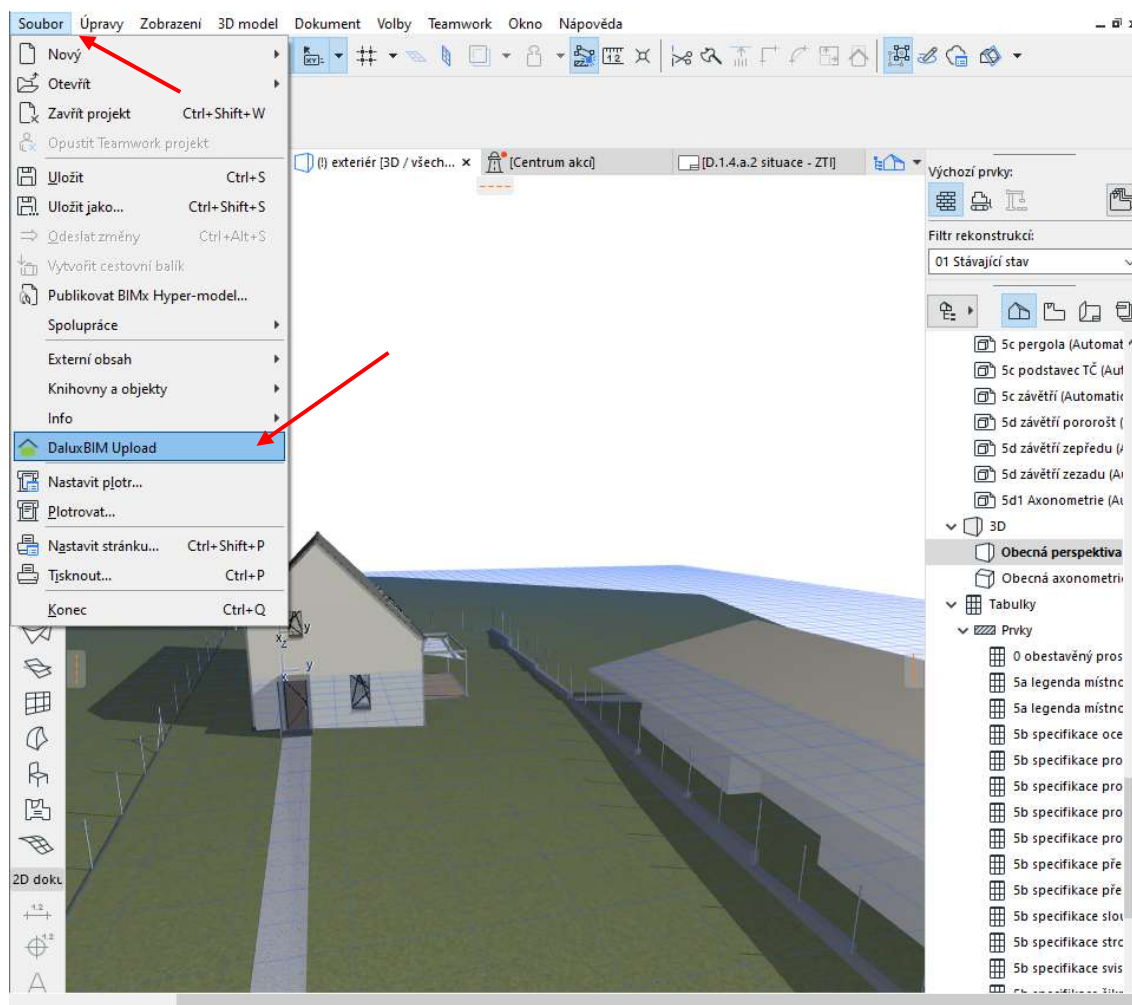 Soubor Úpravy Zobrazení 3D model Dokument Volby Teamwork Okno Nápověda
Nový
Otevřít
Zavřít projekt Ctrl+Shift+W
Opustit Teamwork projekt
Uložit Ctrl+S
Uložit jako... Ctrl+Shift+S
Odeslat změny Ctrl+Alt+S
Vytvořit cestovní balík
Publikovat BIMx Hyper-model...
Spolupráce
Externí obsah
Knihovny a objekty
Info
DaluxBIM Upload
Nastavit plotr...
Plotrovat...
Nastavit stránku... Ctrl+Shift+P
Tisknout... Ctrl+P
Konec Ctrl+Q
(!) exteriér [3D / všech...
[Centrum akcí]
[D.1.4.a.2 situace - ZTI]
Výchozí prvky:
Filtr rekonstrukcí:
01 Stávající stav
5c pergola (Automat
5c podstavec TČ (Aut
5c závětří (Automatic
5d závětří pororošt (
5d závětří zepředu (A
5d závětří zezadu (Au
5d1 Axonometrie (Au
3D
Obecná perspektiva
Obecná axonometri
Tabulky
Prvky
0 obestavěný pros
5a legenda místno
5a legenda místno
5b specifikace oce
5b specifikace pro
5b specifikace pro
5b specifikace pro
5b specifikace pro
5b specifikace pře
5b specifikace pře
5b specifikace slou
5b specifikace stro
5b specifikace svis
2D doku
x y
z
y
x